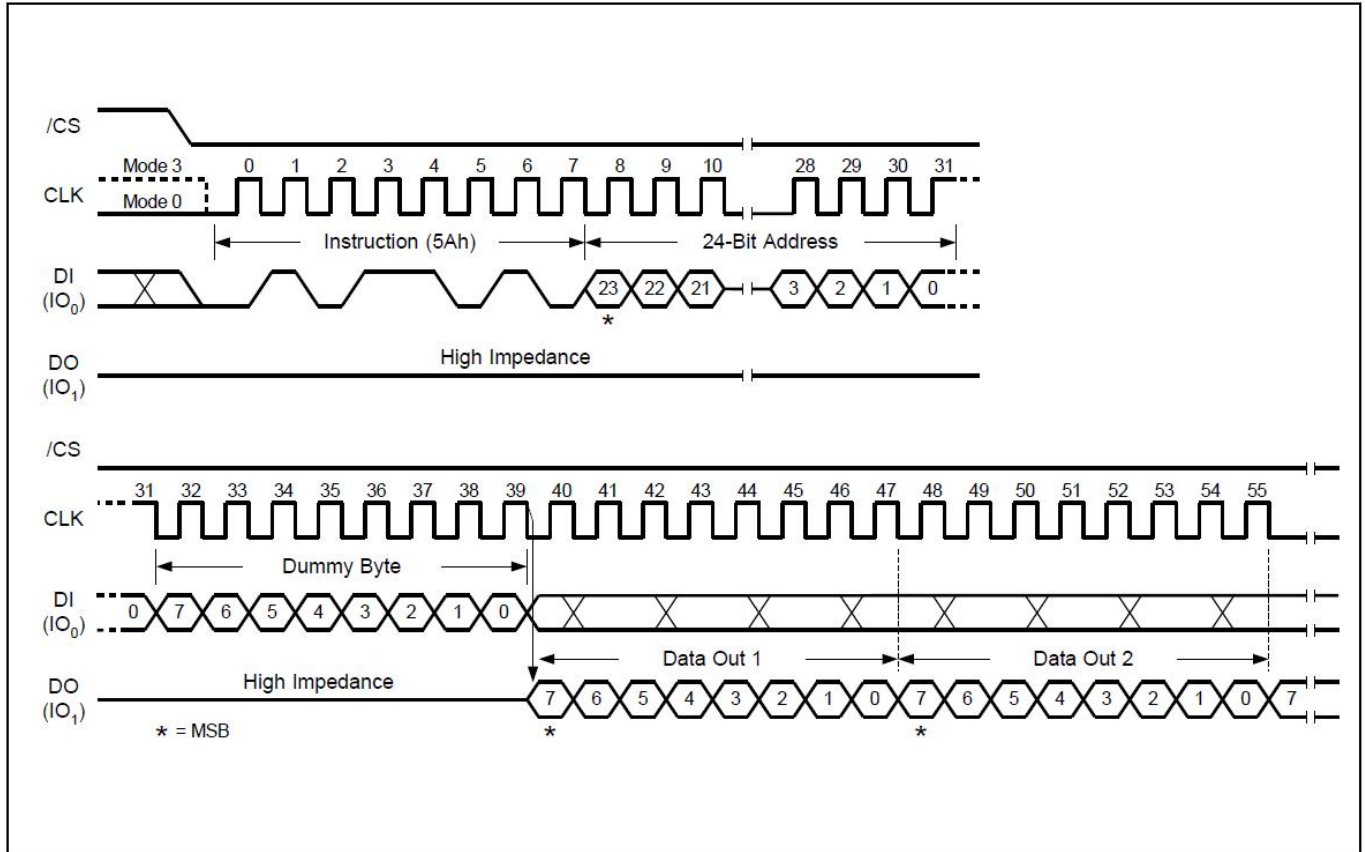 /CS
Mode 3 0 1 2 3 4 5 6 7 8 9 10 28 29 30 31
CLK
Mode 0
Instruction (5Ah) 24-Bit Address
DI
(IO₀)
23 22 21 3 2 1 0
*
High Impedance
DO
(IO₁)
/CS
31 32 33 34 35 36 37 38 39 40 41 42 43 44 45 46 47 48 49 50 51 52 53 54 55
CLK
Dummy Byte
DI
(IO₀)
0 7 6 5 4 3 2 1 0
Data Out 1 Data Out 2
High Impedance
DO
(IO₁)
7 6 5 4 3 2 1 0 7 6 5 4 3 2 1 0 7
* = MSB * *